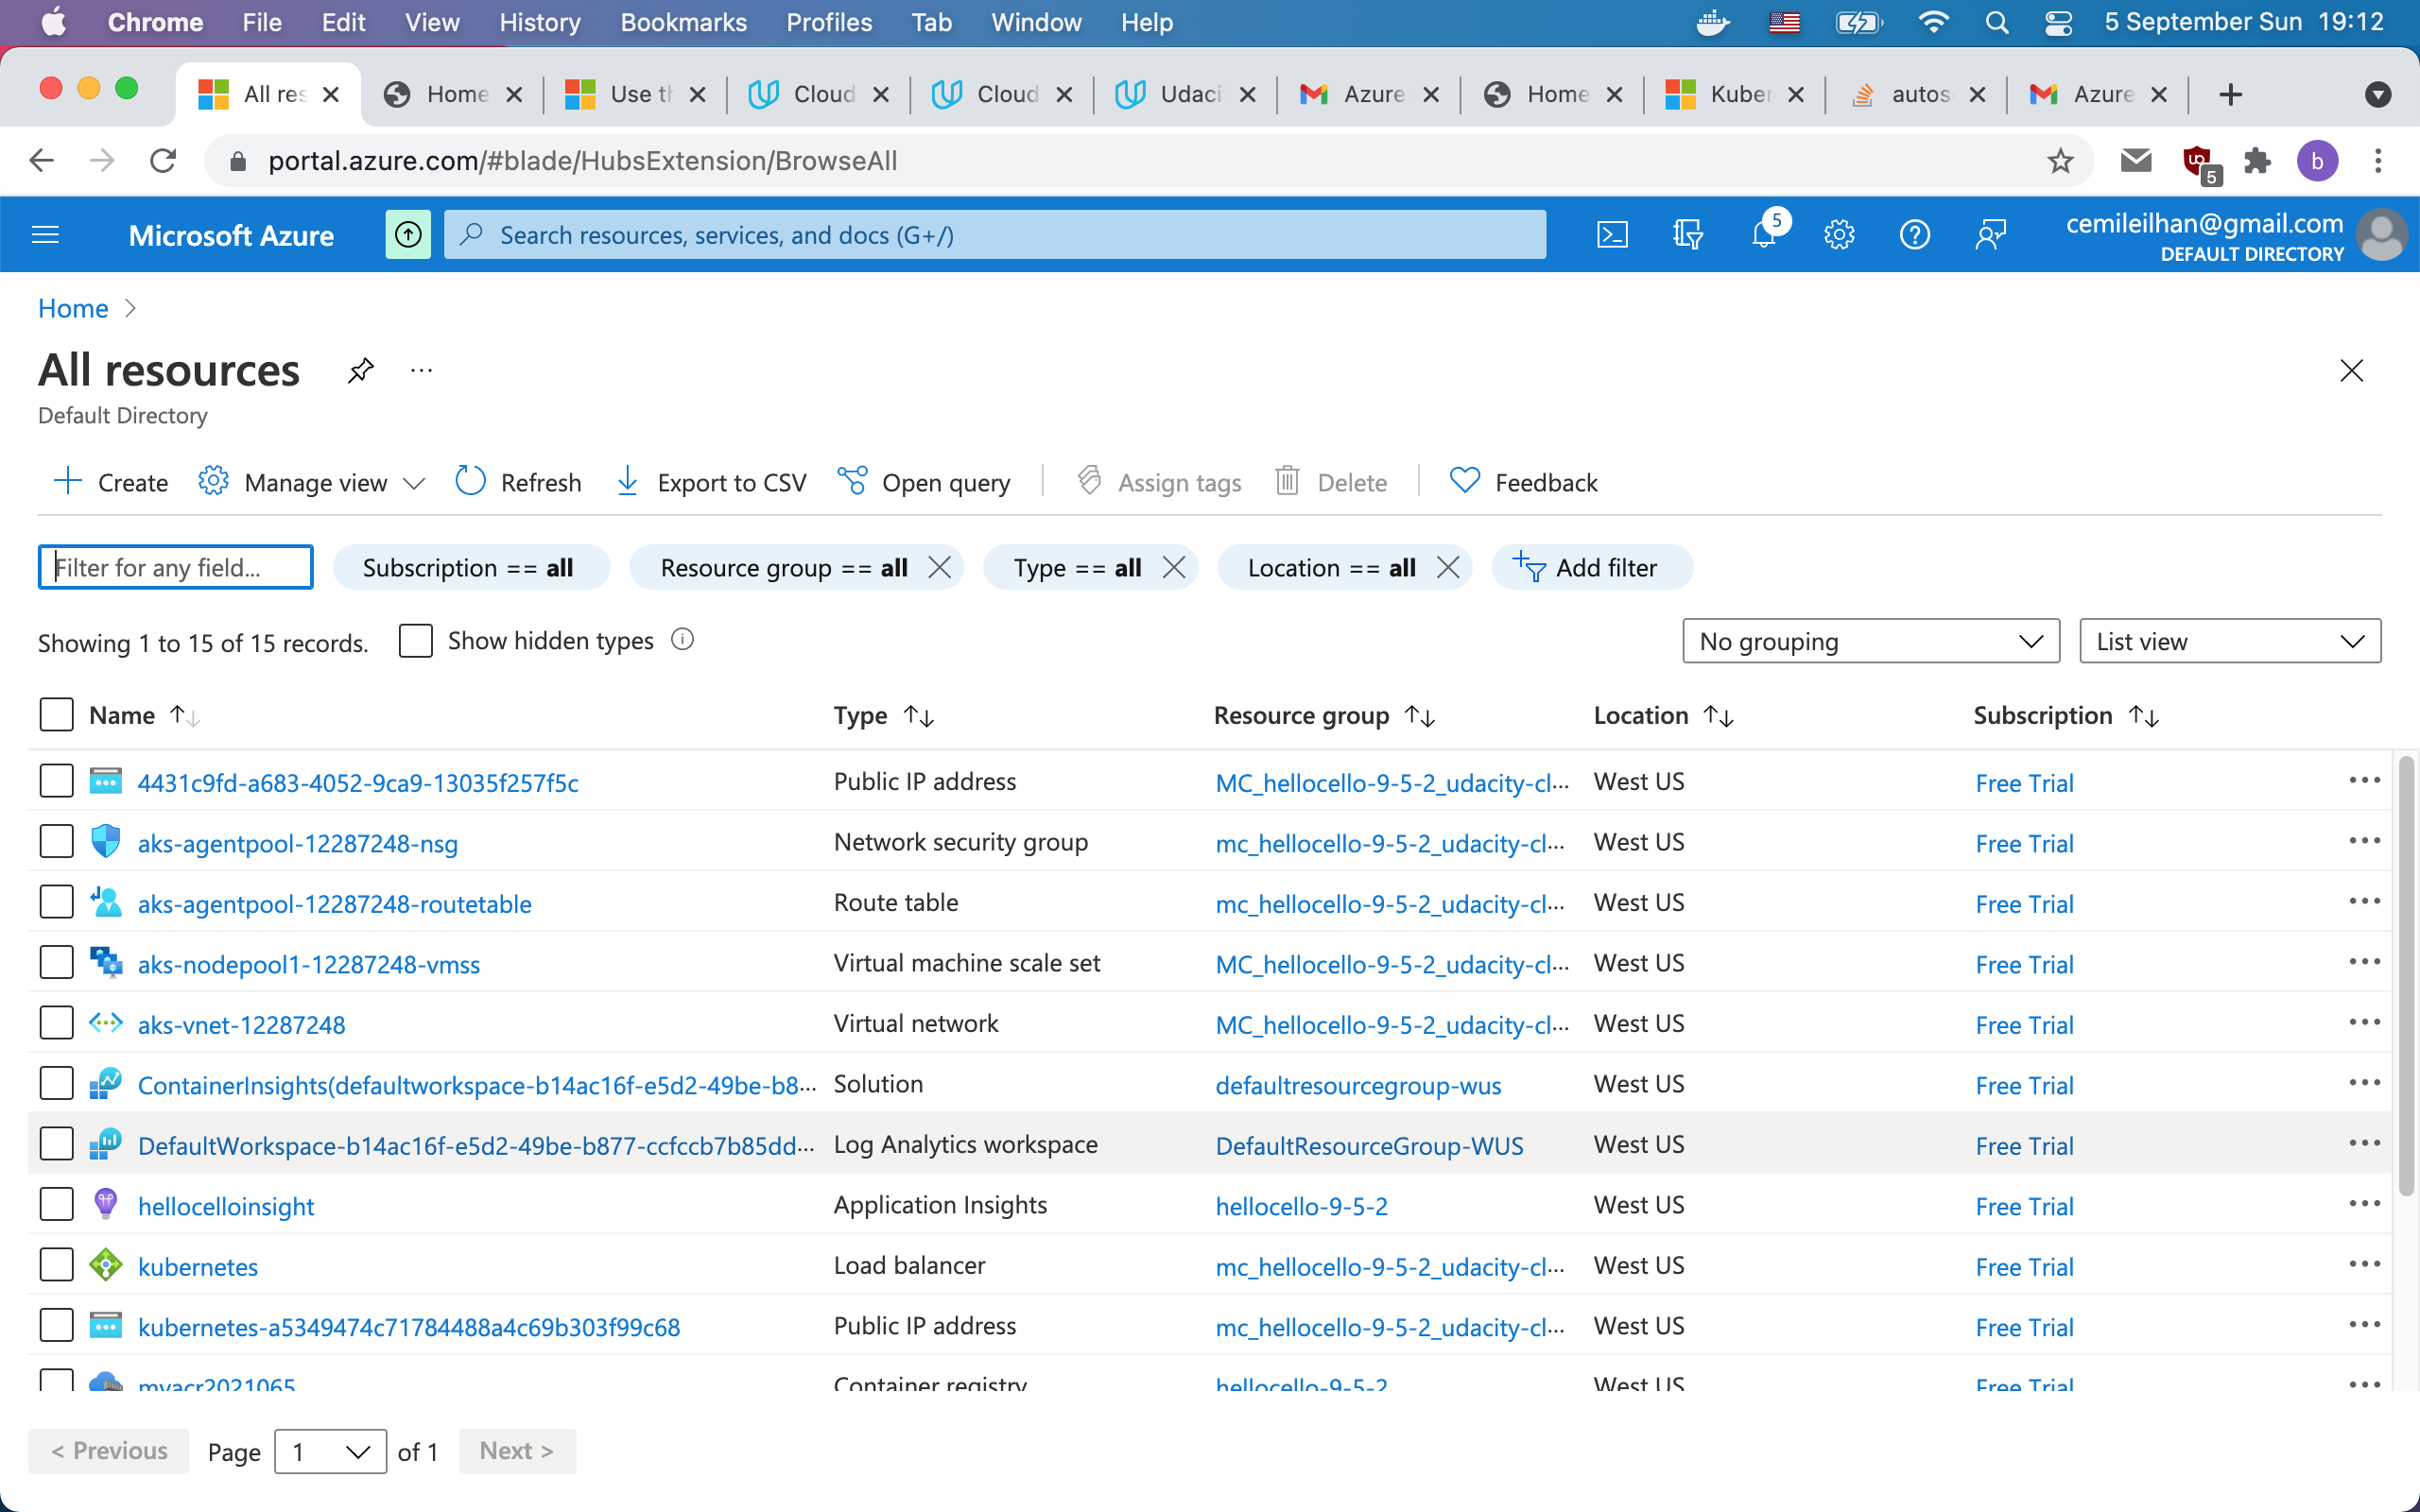 Chrome File Edit View History Bookmarks Profiles Tab Window Help 5 September Sun 19:12
All res Home Use th Cloud Cloud Udaci Azure Home Kuber autos Azure
portal.azure.com/#blade/HubsExtension/BrowseAll 5 b
Microsoft Azure Search resources, services, and docs (G+/) 5 cemileilhan@gmail.com
DEFAULT DIRECTORY
Home >
All resources ...
Default Directory
Create Manage view Refresh Export to CSV Open query Assign tags Delete Feedback
Filter for any field... Subscription == all Resource group == all Type == all Location == all Add filter
Showing 1 to 15 of 15 records. Show hidden types No grouping List view
Name Type Resource group Location Subscription
4431c9fd-a683-4052-9ca9-13035f257f5c Public IP address MC_hellocello-9-5-2_udacity-cl... West US Free Trial
aks-agentpool-12287248-nsg Network security group mc_hellocello-9-5-2_udacity-cl... West US Free Trial
aks-agentpool-12287248-routetable Route table mc_hellocello-9-5-2_udacity-cl... West US Free Trial
aks-nodepool1-12287248-vmss Virtual machine scale set MC_hellocello-9-5-2_udacity-cl... West US Free Trial
aks-vnet-12287248 Virtual network MC_hellocello-9-5-2_udacity-cl... West US Free Trial
ContainerInsights(defaultworkspace-b14ac16f-e5d2-49be-b8... Solution defaultresourcegroup-wus West US Free Trial
DefaultWorkspace-b14ac16f-e5d2-49be-b877-ccfccb7b85dd... Log Analytics workspace DefaultResourceGroup-WUS West US Free Trial
hellocelloinsight Application Insights hellocello-9-5-2 West US Free Trial
kubernetes Load balancer mc_hellocello-9-5-2_udacity-cl... West US Free Trial
kubernetes-a5349474c71784488a4c69b303f99c68 Public IP address mc_hellocello-9-5-2_udacity-cl... West US Free Trial
myacr2021065 Container registry hellocello-9-5-2 West US Free Trial
< Previous Page 1 of 1 Next >